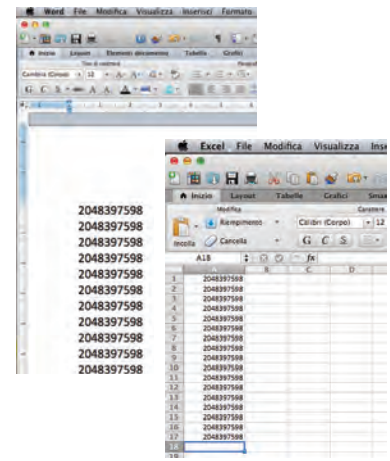 Word File Modifica Visualizza Inserisci Formato
Inizio Layout Elementi documento Tabella Grafici
Cambria (Corpo) 12
G C S
2048397598
2048397598
2048397598
2048397598
2048397598
2048397598
2048397598
2048397598
2048397598
2048397598
2048397598
Excel File Modifica Visualizza
Inizio Layout Tabelle Grafici
Modifica Carattere
Riempimento Calibri (Corpo) 12
Incolla Cancella G C S
A18 fx
A B C D
1 2048397598
2 2048397598
3 2048397598
4 2048397598
5 2048397598
6 2048397598
7 2048397598
8 2048397598
9 2048397598
10 2048397598
11 2048397598
12 2048397598
13 2048397598
14 2048397598
15 2048397598
16 2048397598
17 2048397598
18
19